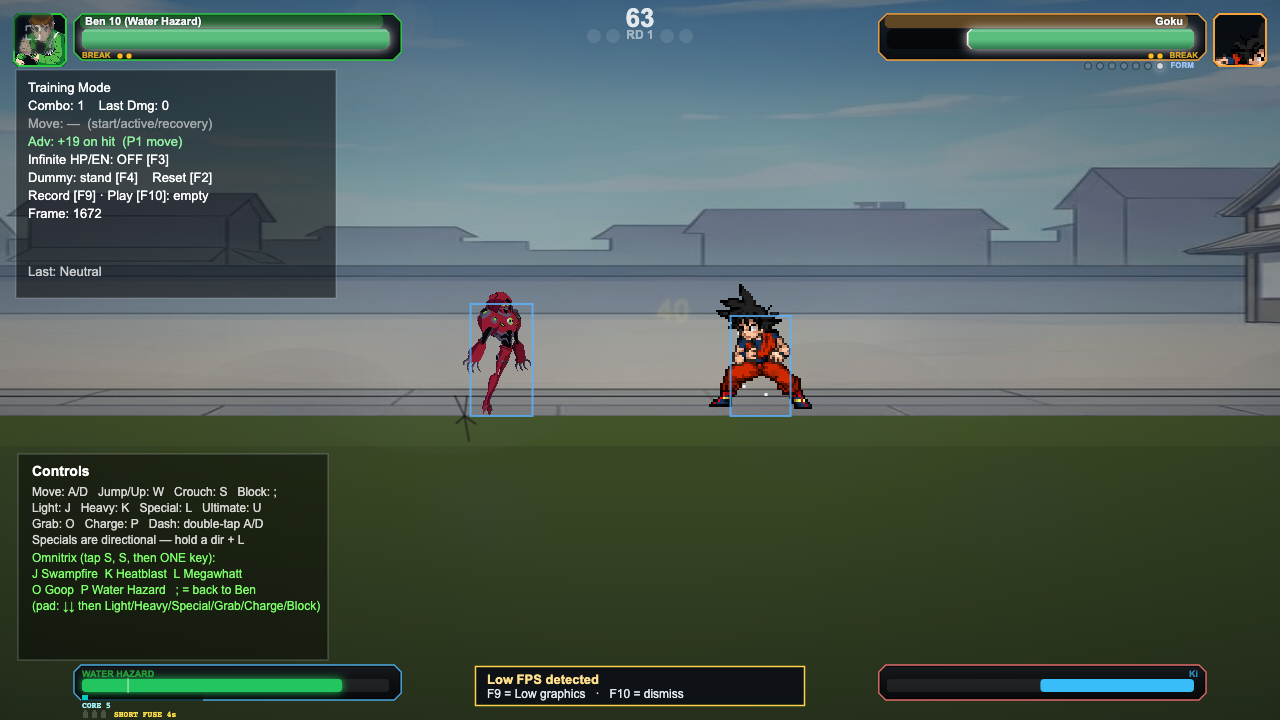 Ben 10 (Water Hazard)
63
RD 1
Goku
BREAK
BREAK
FORM
Training Mode
Combo: 1 Last Dmg: 0
Move: — (start/active/recovery)
Adv: +19 on hit (P1 move)
Infinite HP/EN: OFF [F3]
Dummy: stand [F4] Reset [F2]
Record [F9] · Play [F10]: empty
Frame: 1672
Last: Neutral
40
Controls
Move: A/D Jump/Up: W Crouch: S Block: ;
Light: J Heavy: K Special: L Ultimate: U
Grab: O Charge: P Dash: double-tap A/D
Specials are directional — hold a dir + L
Omnitrix (tap S, S, then ONE key):
J Swampfire K Heatblast L Megawhatt
O Goop P Water Hazard ; = back to Ben
(pad: ↓↓ then Light/Heavy/Special/Grab/Charge/Block)
WATER HAZARD
CORE 5
SHORT FUSE 4s
Low FPS detected
F9 = Low graphics · F10 = dismiss
Ki